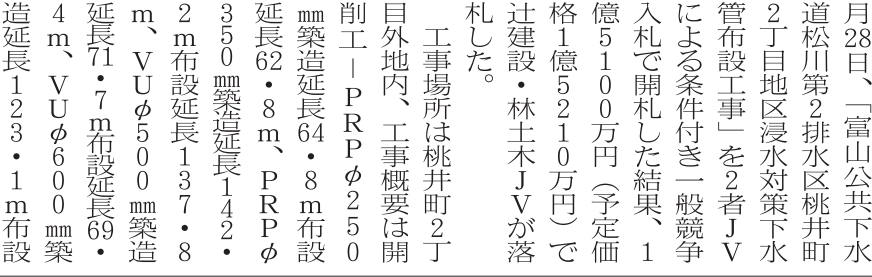 月28日、「富山公共下水
道松川第2排水区桃井町
2丁目地区浸水対策下水
管布設工事」を2者JV
による条件付き一般競争
入札で開札した結果、1
億5100万円（予定価
格1億5210万円）で
辻建設・林土木JVが落
札した。
　工事場所は桃井町2丁
目外地内、工事概要は開
削工－PRPφ250
㎜築造延長64・8m布設
延長62・8m、PRPφ
350㎜築造延長142・
2m布設延長137・8
m、VUφ500㎜築造
延長71・7m布設延長69・
4m、VUφ600㎜築
造延長123・1m布設